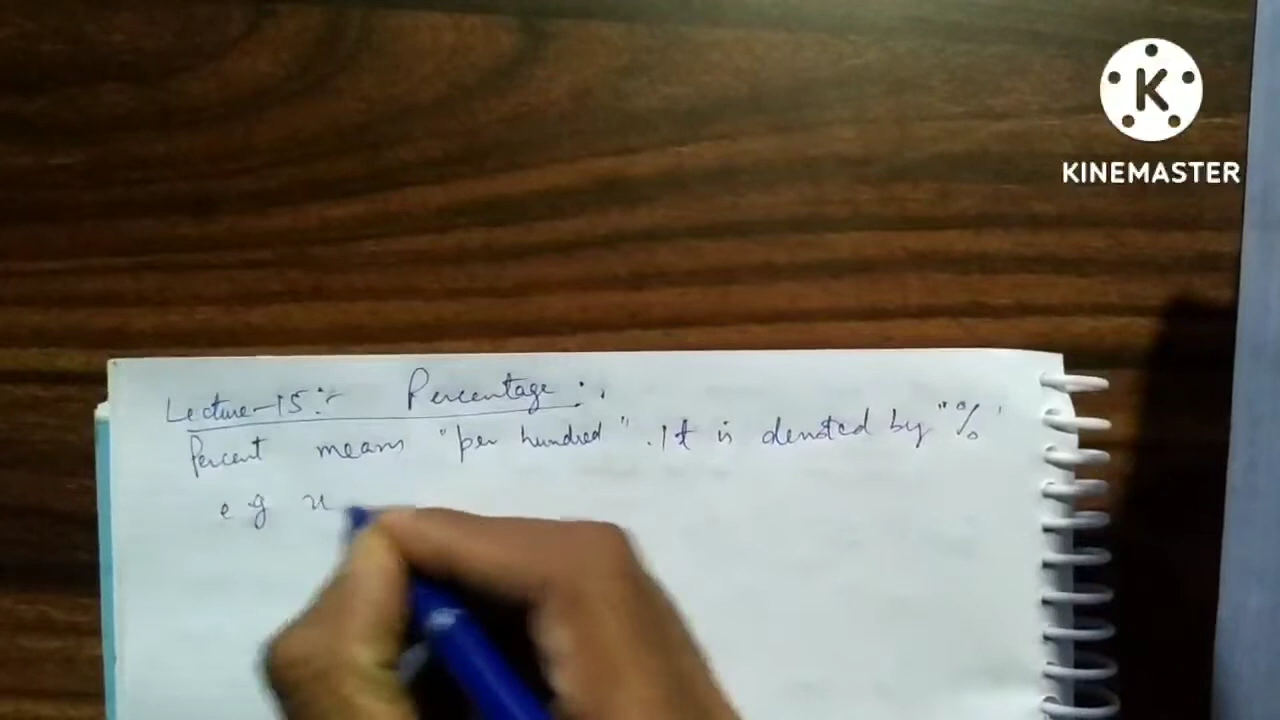 K
KINEMASTER
Lecture-15:- Percentage:.
Percent means "per hundred". It is denoted by "%'
e.g x